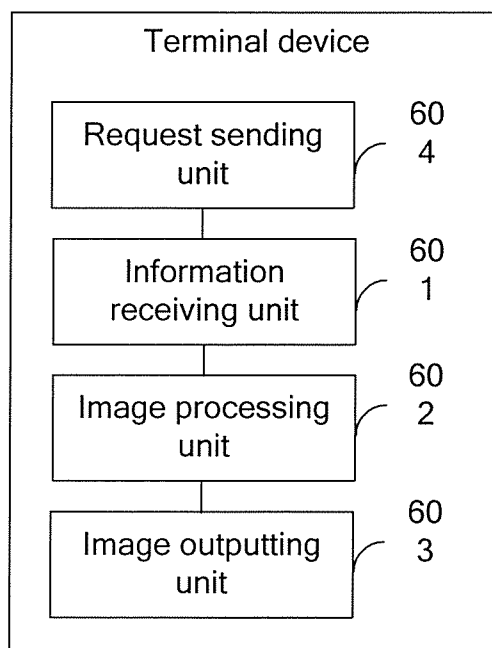 Terminal device
Request sending
unit
60
4
Information
receiving unit
60
1
Image processing
unit
60
2
Image outputting
unit
60
3